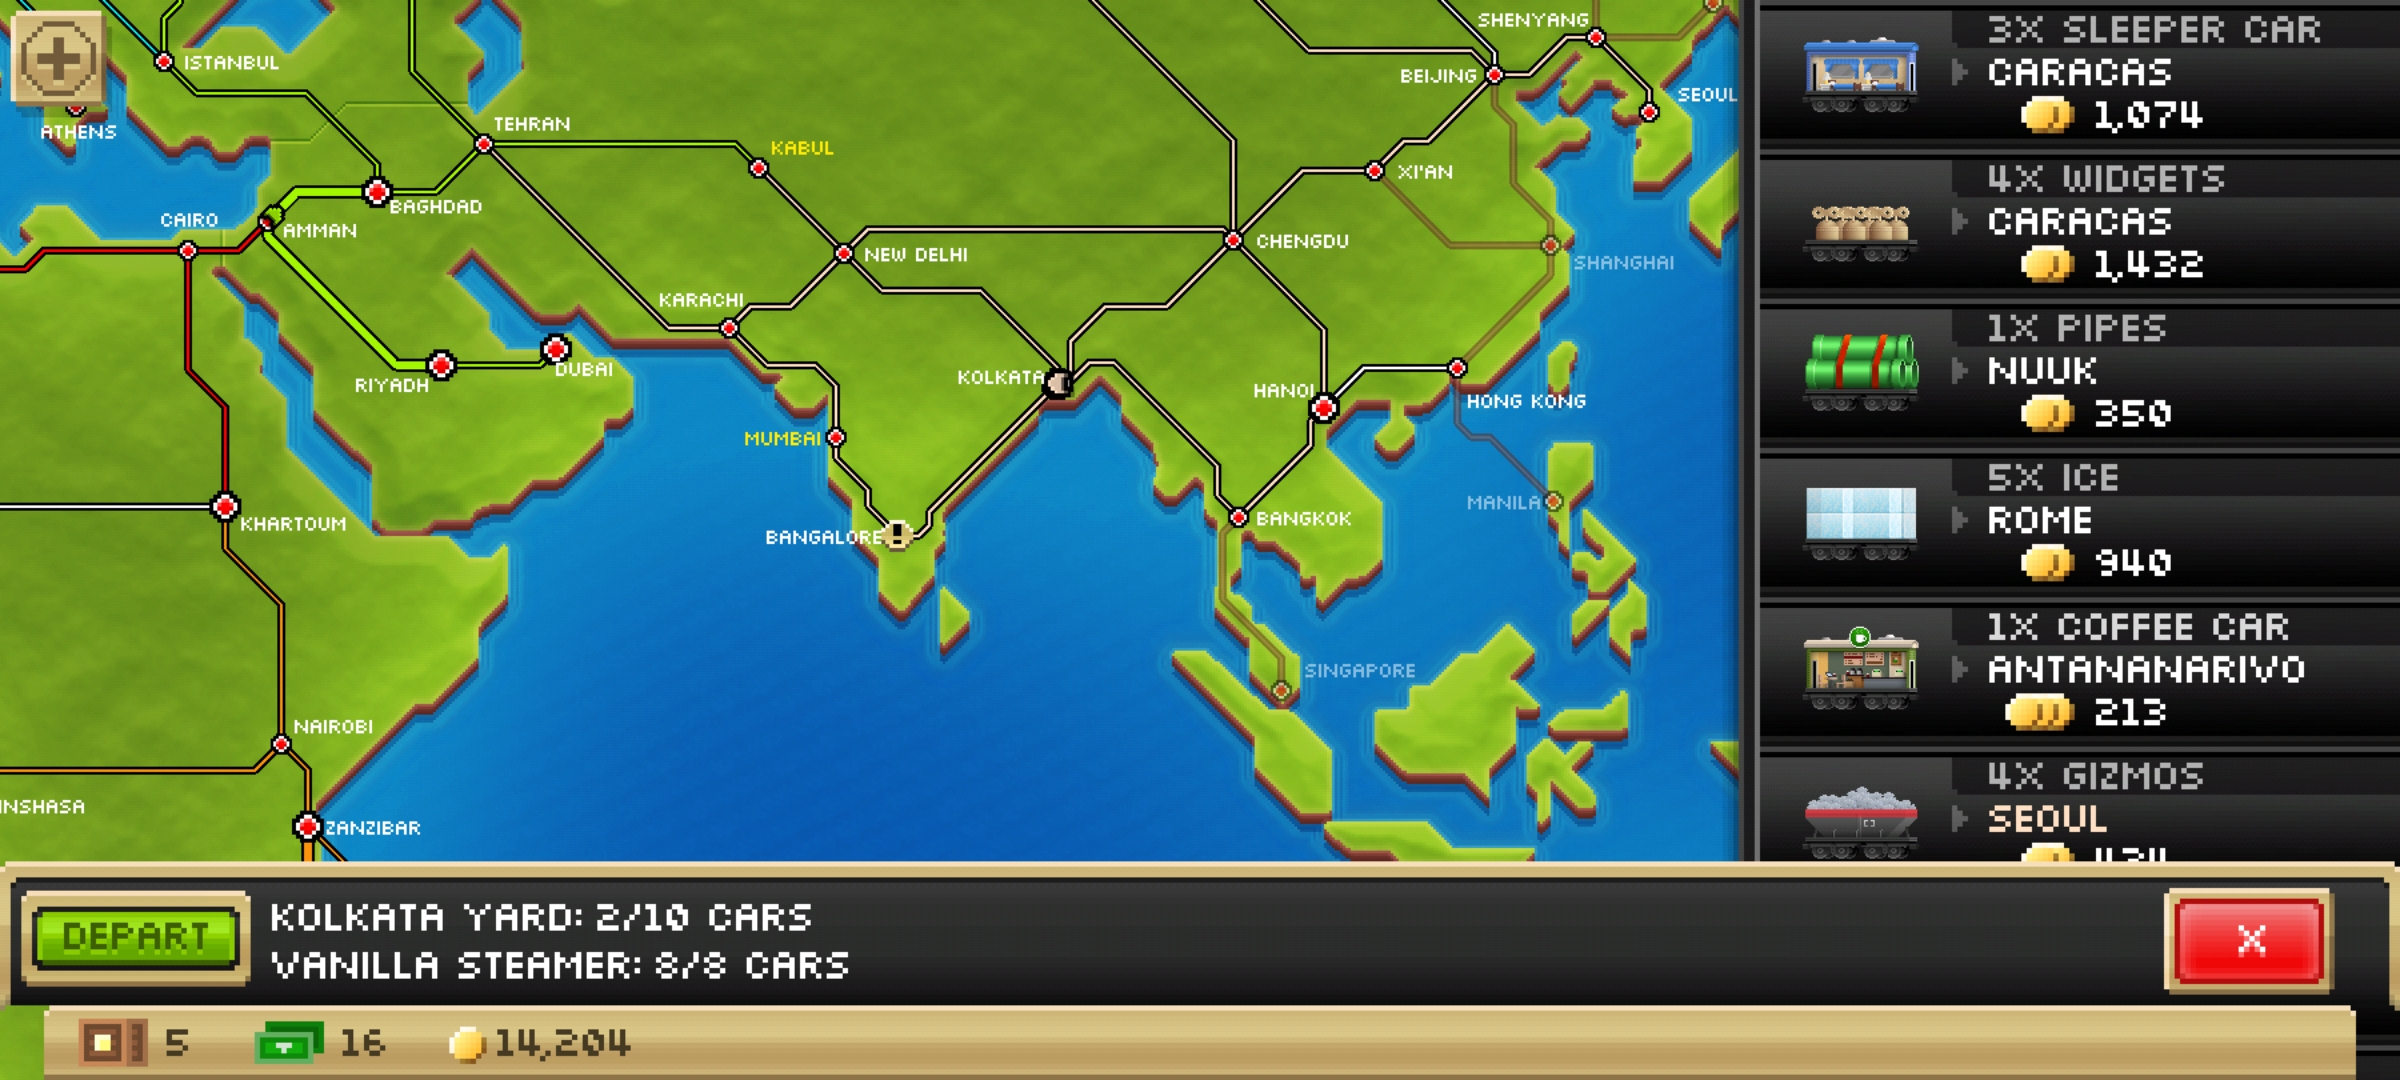 ISTANBUL
ATHENS
TEHRAN
KABUL
SHENYANG
BEIJING
SEOUL
XI'AN
CAIRO
AMMAN
BAGHDAD
NEW DELHI
CHENGDU
SHANGHAI
KARACHI
RIYADH
DUBAI
KOLKATA
HANOI
HONG KONG
MUMBAI
KHARTOUM
BANGALORE
!
BANGKOK
MANILA
SINGAPORE
NAIROBI
INSHASA
ZANZIBAR
3X SLEEPER CAR
CARACAS
1,074
4X WIDGETS
CARACAS
1,432
1X PIPES
NUUK
350
5X ICE
ROME
940
1X COFFEE CAR
ANTANANARIVO
213
4X GIZMOS
SEOUL
DEPART
KOLKATA YARD: 2/10 CARS
VANILLA STEAMER: 8/8 CARS
X
5
16
14,204